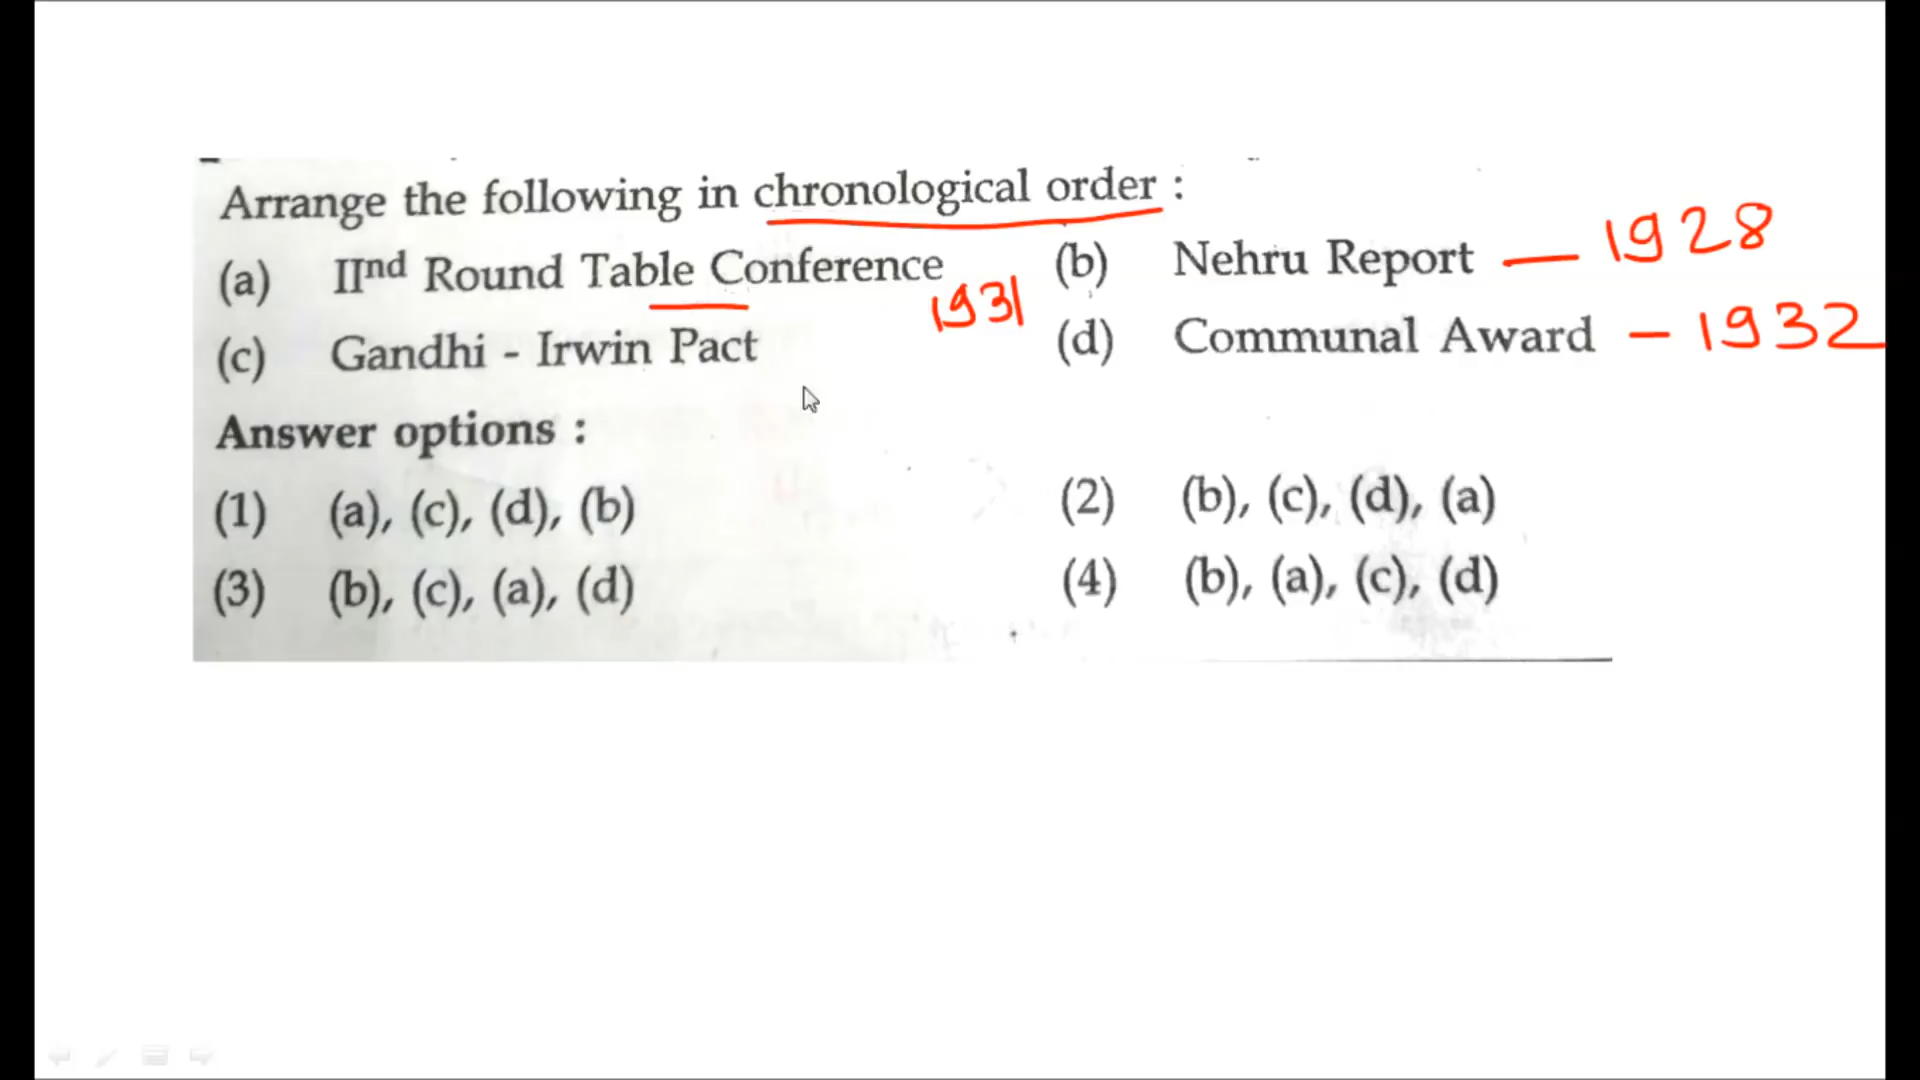 Arrange the following in chronological order :
(a) IInd Round Table Conference 1931 (b) Nehru Report — 1928
(c) Gandhi - Irwin Pact (d) Communal Award — 1932
Answer options :
(1) (a), (c), (d), (b) (2) (b), (c), (d), (a)
(3) (b), (c), (a), (d) (4) (b), (a), (c), (d)